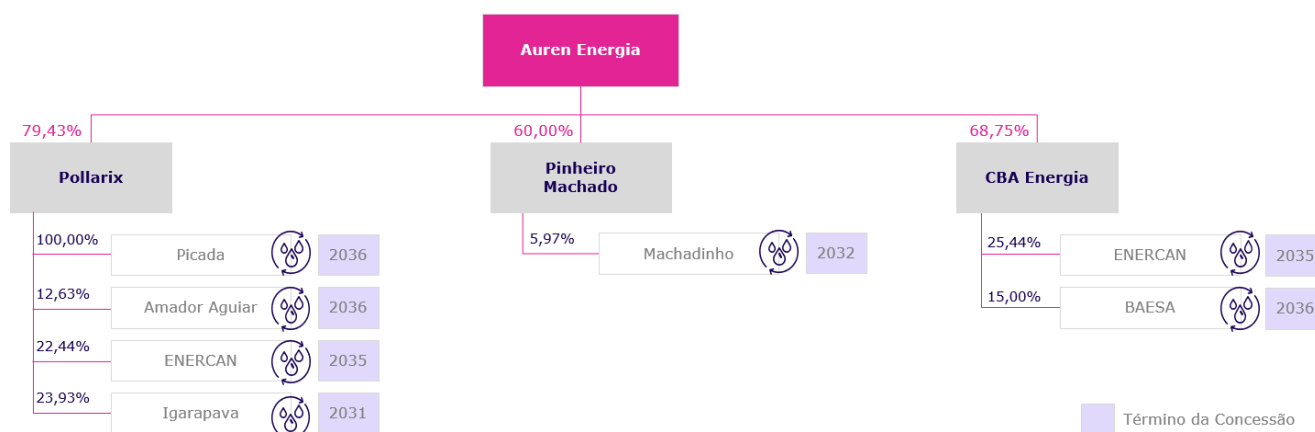 Auren Energia
79,43%
60,00%
68,75%
Pollarix
Pinheiro
Machado
CBA Energia
100,00%
Picada
2036
12,63%
Amador Aguiar
2036
22,44%
ENERCAN
2035
23,93%
Igarapava
2031
5,97%
Machadinho
2032
25,44%
ENERCAN
2035
15,00%
BAESA
2036
Término da Concessão